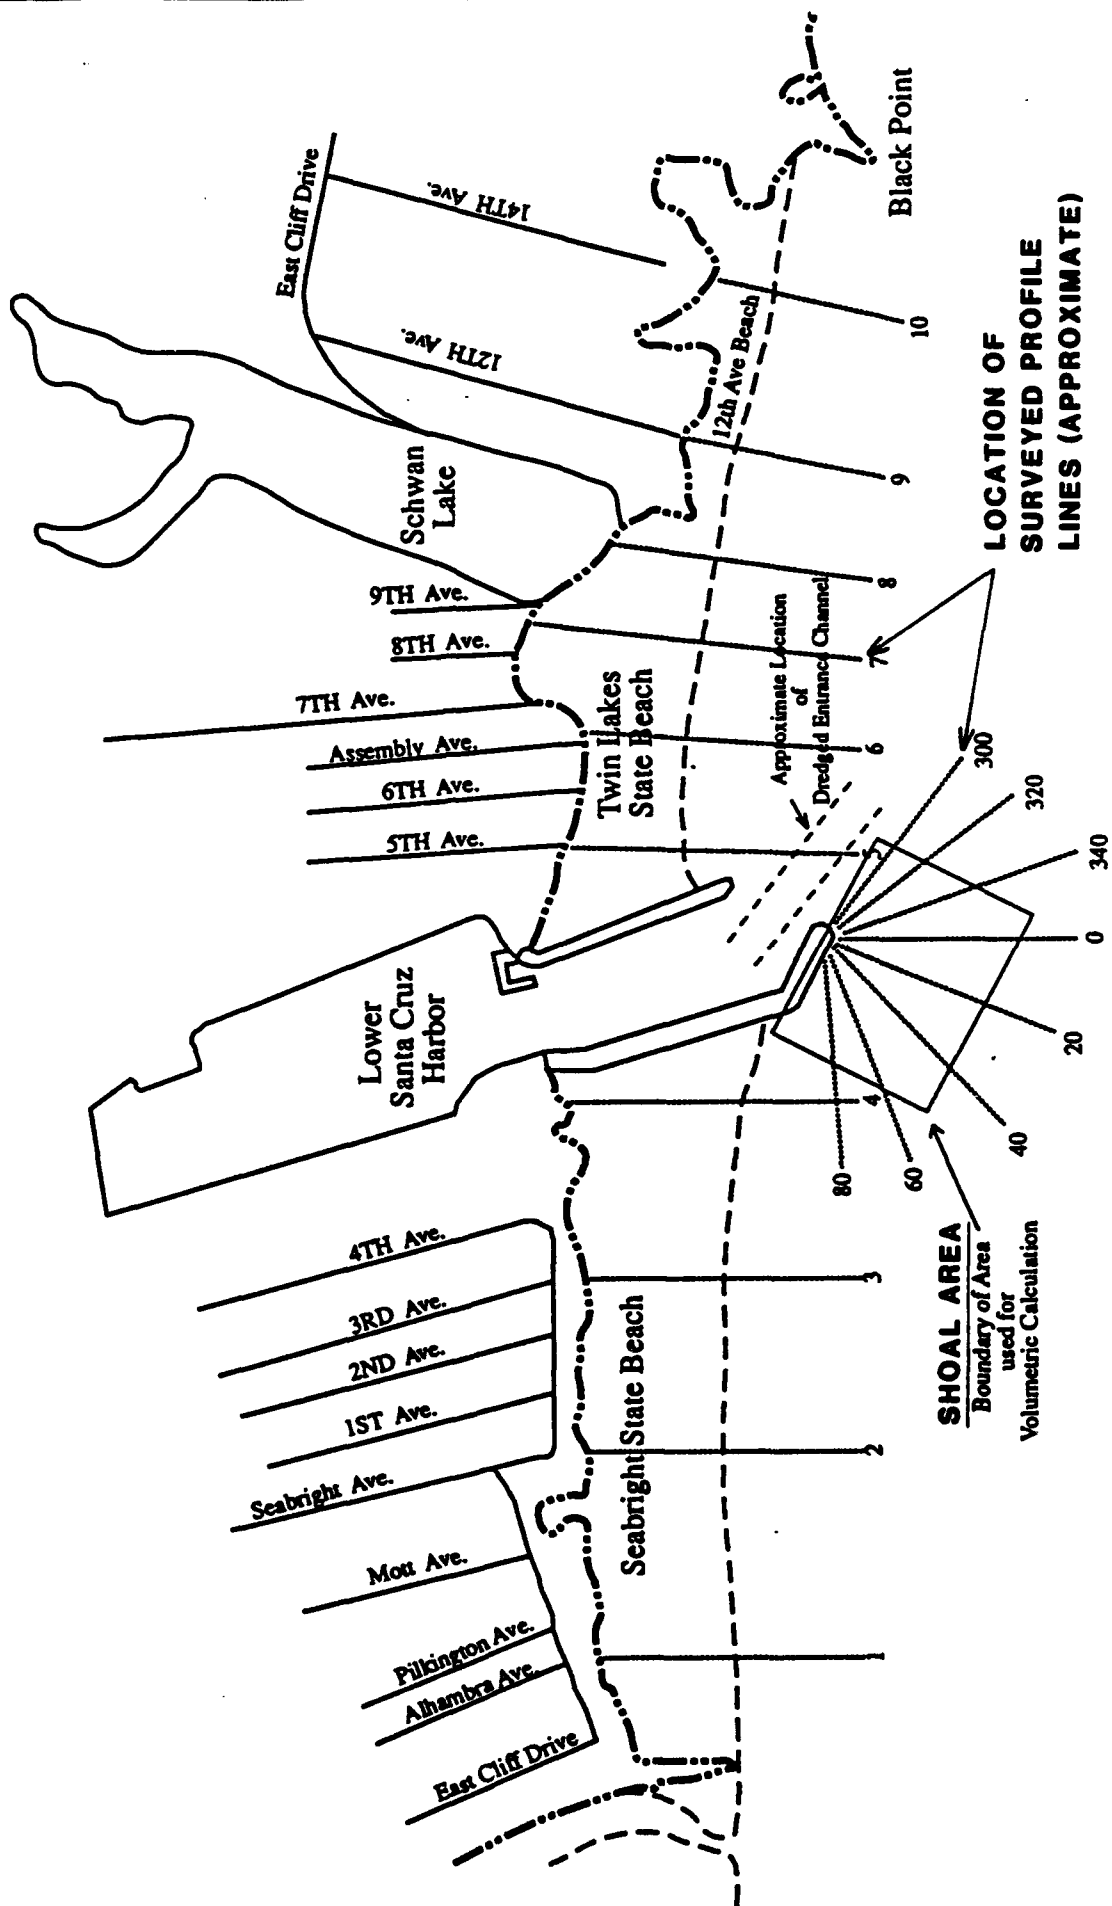 East Cliff Drive
Alhambra Ave.
Pilkington Ave.
Mott Ave.
Seabright Ave.
1ST Ave.
2ND Ave.
3RD Ave.
4TH Ave.
Lower
Santa Cruz
Harbor
5TH Ave.
6TH Ave.
Assembly Ave.
7TH Ave.
8TH Ave.
9TH Ave.
Schwan
Lake
East Cliff Drive
12TH Ave.
14TH Ave.
Seabright State Beach
Twin Lakes
State Beach
12th Ave Beach
Black Point
Approximate Location
of
Dredged Entrance Channel
1
2
3
4
6
7
8
9
10
80
60
40
20
0
340
320
300
SHOAL AREA
Boundary of Area
used for
Volumetric Calculation
LOCATION OF
SURVEYED PROFILE
LINES (APPROXIMATE)